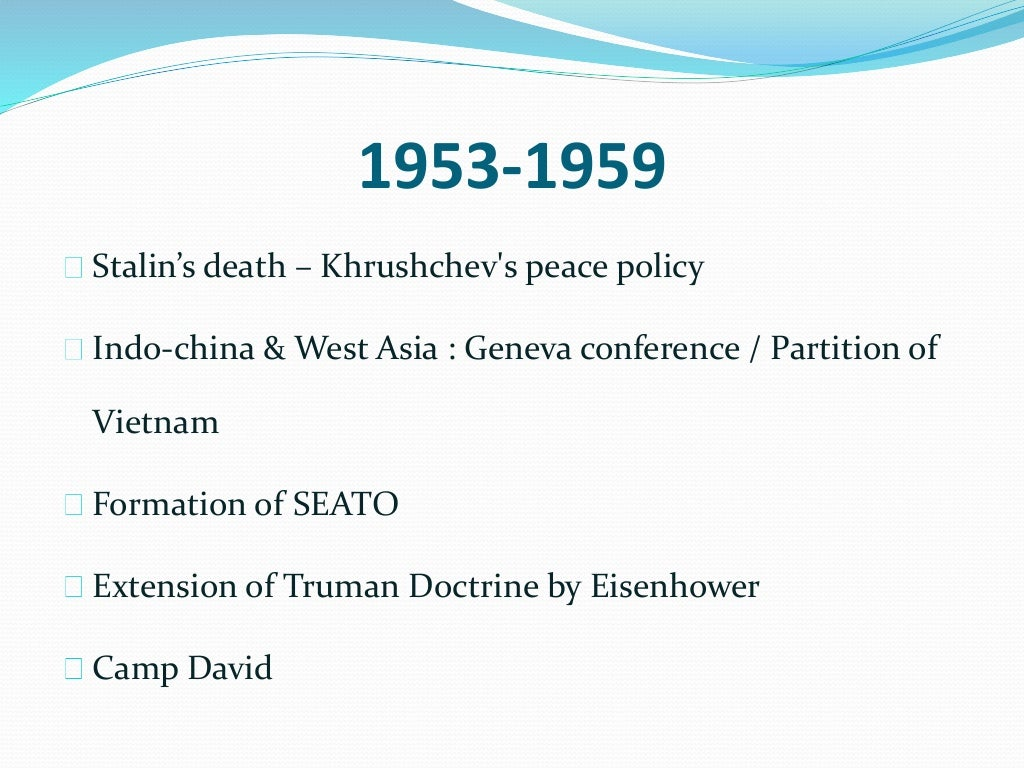 1953-1959
Stalin’s death – Khrushchev's peace policy
Indo-china & West Asia : Geneva conference / Partition of
Vietnam
Formation of SEATO
Extension of Truman Doctrine by Eisenhower
Camp David